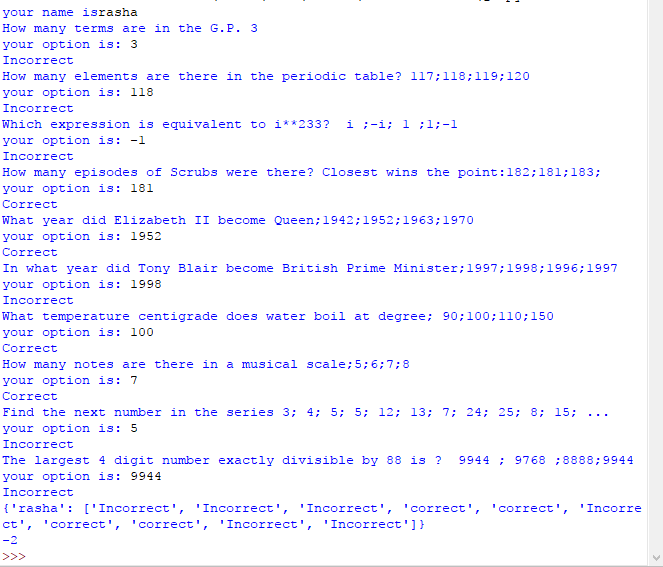 your name israsha
How many terms are in the G.P. 3
your option is: 3
Incorrect
How many elements are there in the periodic table? 117;118;119;120
your option is: 118
Incorrect
Which expression is equivalent to i**233?  i ;-i; 1 ;1;-1
your option is: -1
Incorrect
How many episodes of Scrubs were there? Closest wins the point:182;181;183;
your option is: 181
Correct
What year did Elizabeth II become Queen;1942;1952;1963;1970
your option is: 1952
Correct
In what year did Tony Blair become British Prime Minister;1997;1998;1996;1997
your option is: 1998
Incorrect
What temperature centigrade does water boil at degree; 90;100;110;150
your option is: 100
Correct
How many notes are there in a musical scale;5;6;7;8
your option is: 7
Correct
Find the next number in the series 3; 4; 5; 5; 12; 13; 7; 24; 25; 8; 15; ...
your option is: 5
Incorrect
The largest 4 digit number exactly divisible by 88 is ?  9944 ; 9768 ;8888;9944
your option is: 9944
Incorrect
{'rasha': ['Incorrect', 'Incorrect', 'Incorrect', 'correct', 'correct', 'Incorre
ct', 'correct', 'correct', 'Incorrect', 'Incorrect']}
-2
>>>